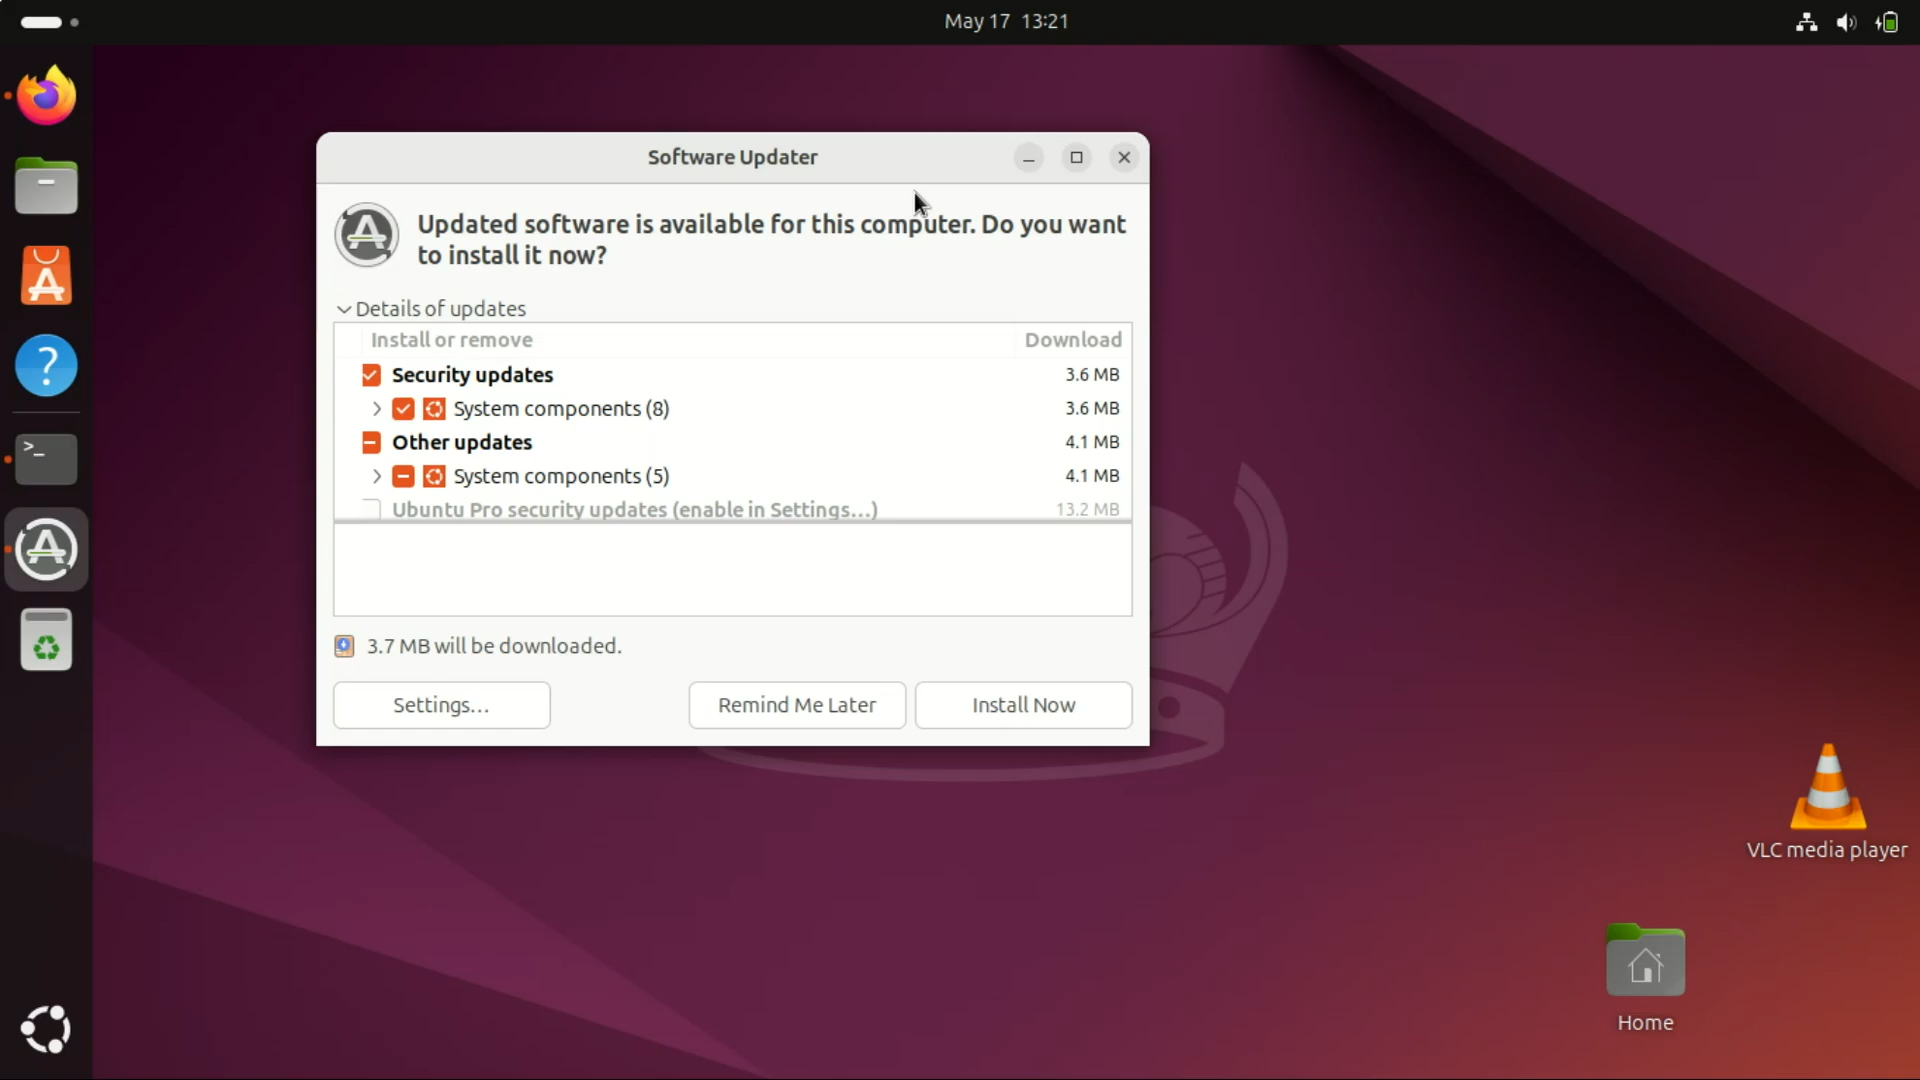 May 17 13:21
Software Updater
Updated software is available for this computer. Do you want
to install it now?
Details of updates
Install or remove Download
Security updates 3.6 MB
System components (8) 3.6 MB
Other updates 4.1 MB
System components (5) 4.1 MB
Ubuntu Pro security updates (enable in Settings…) 13.2 MB
3.7 MB will be downloaded.
Settings… Remind Me Later Install Now
VLC media player
Home